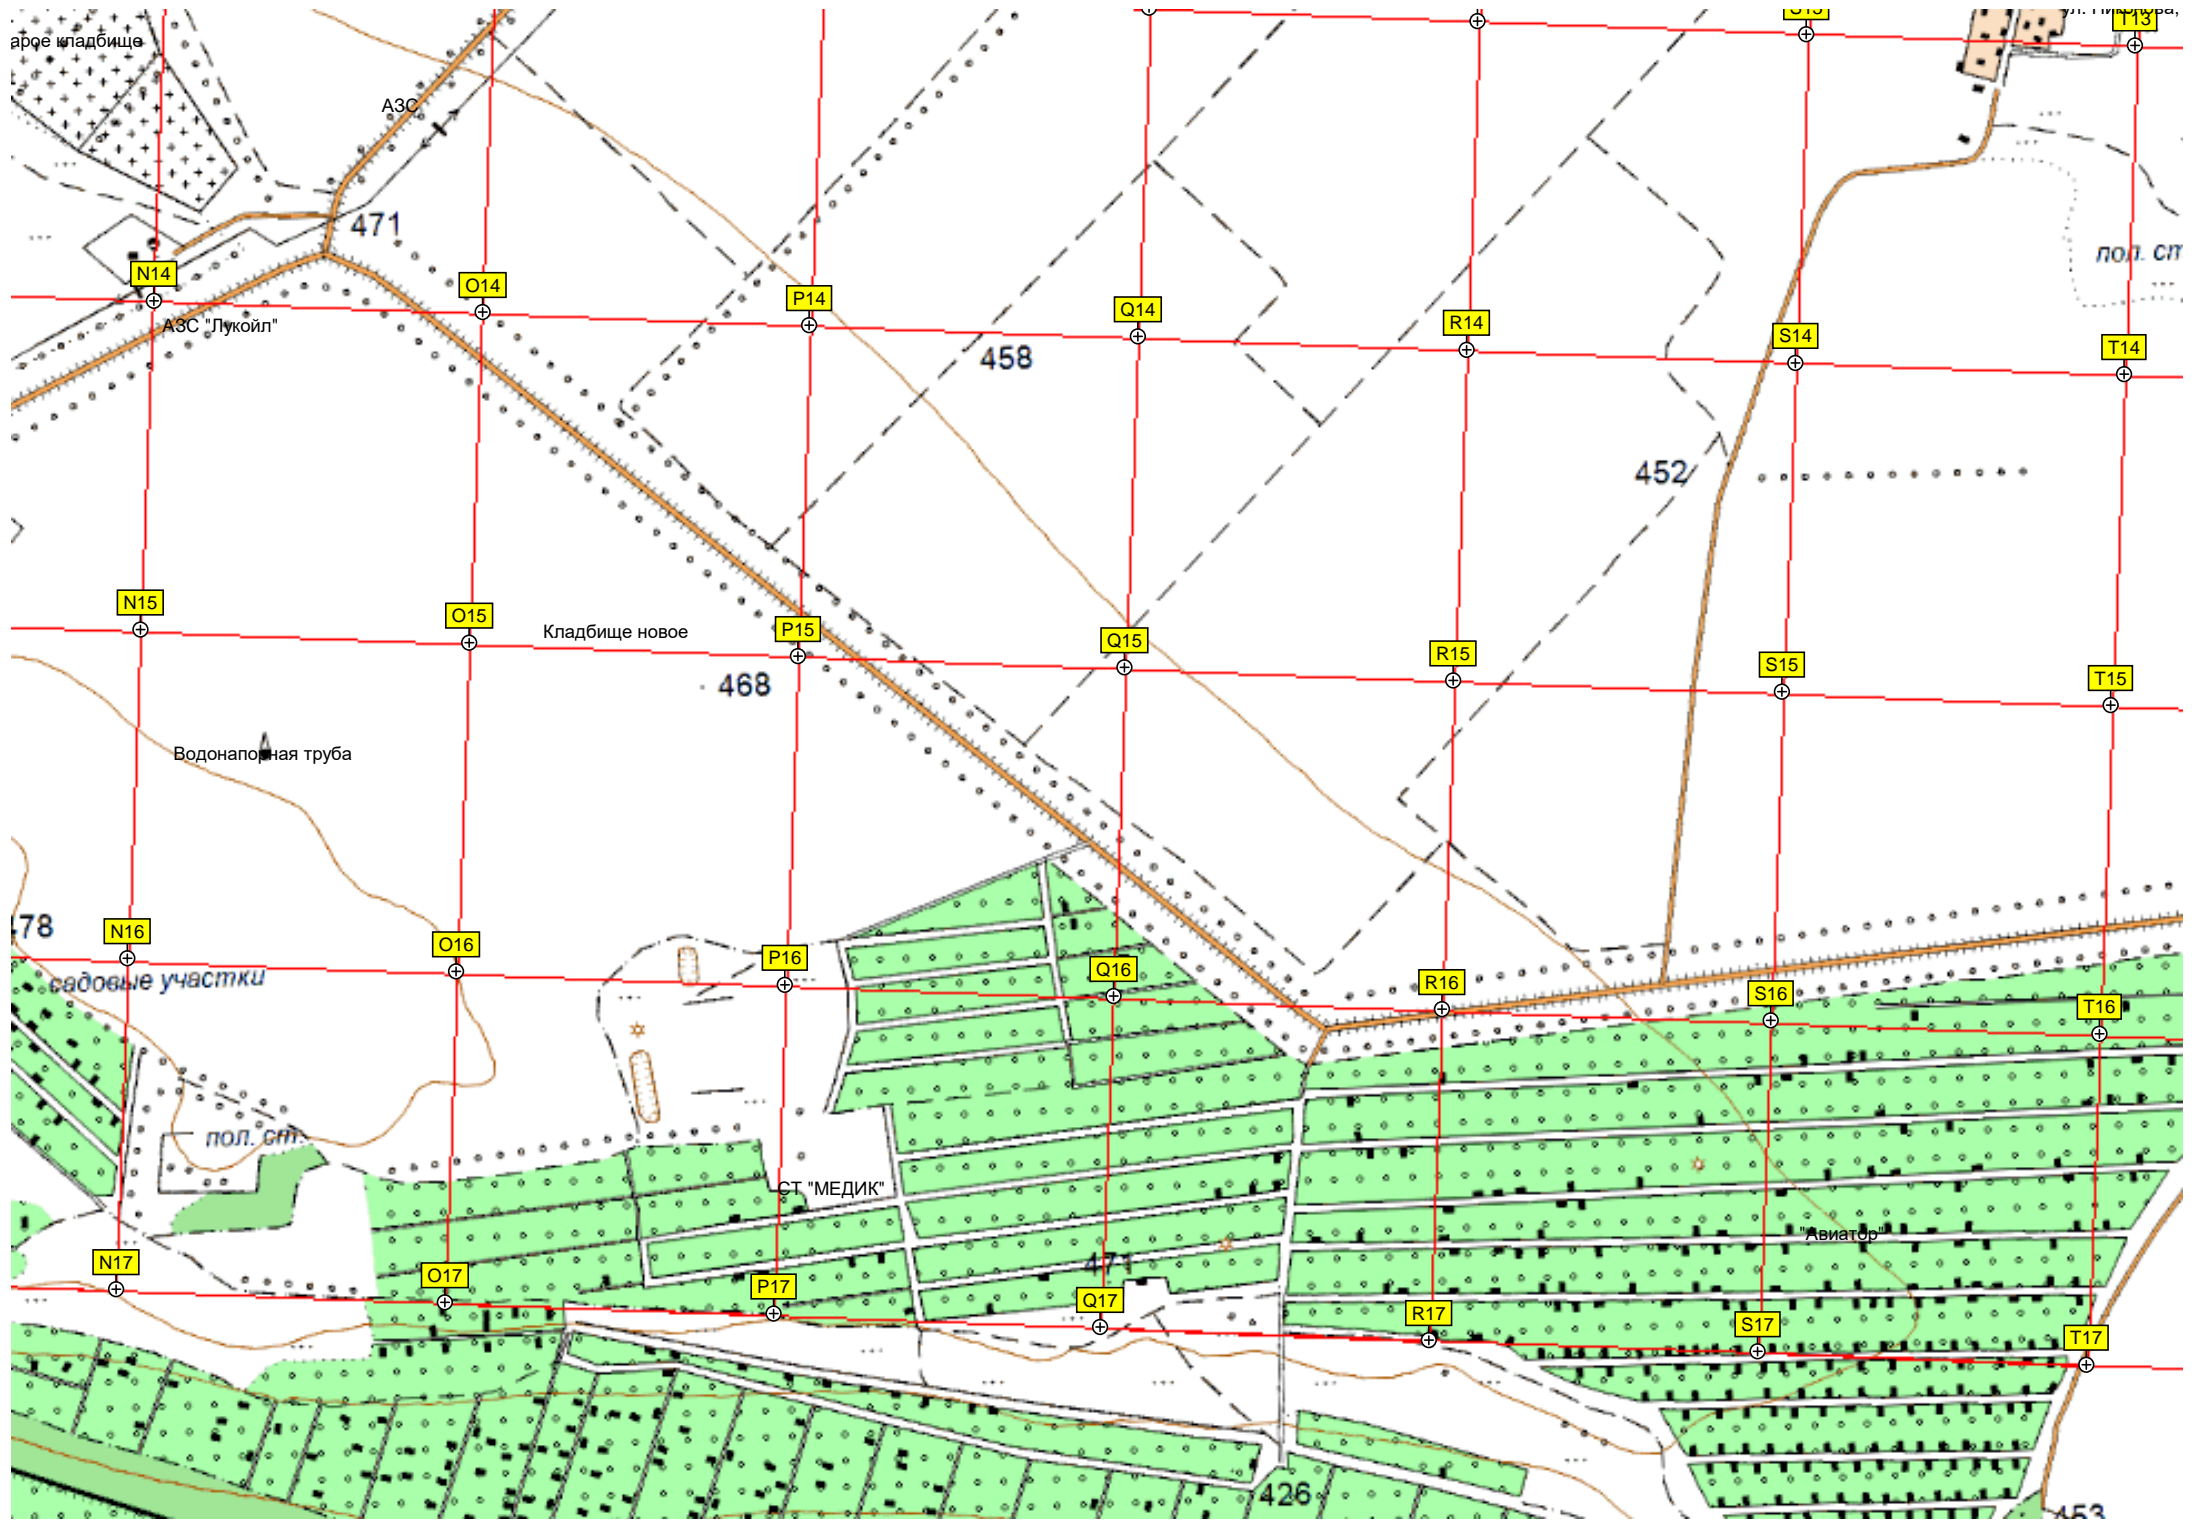 S13
T13
арое кладбище
АЗС
471
пол. ст
N14
O14
P14
Q14
R14
S14
T14
АЗС "Лукойл"
458
452
N15
O15
P15
Q15
R15
S15
T15
Кладбище новое
468
Водонапорная труба
78
N16
O16
P16
Q16
R16
S16
T16
садовые участки
пол. ст.
СТ "МЕДИК"
"Авиатор"
471
N17
O17
P17
Q17
R17
S17
T17
426
453